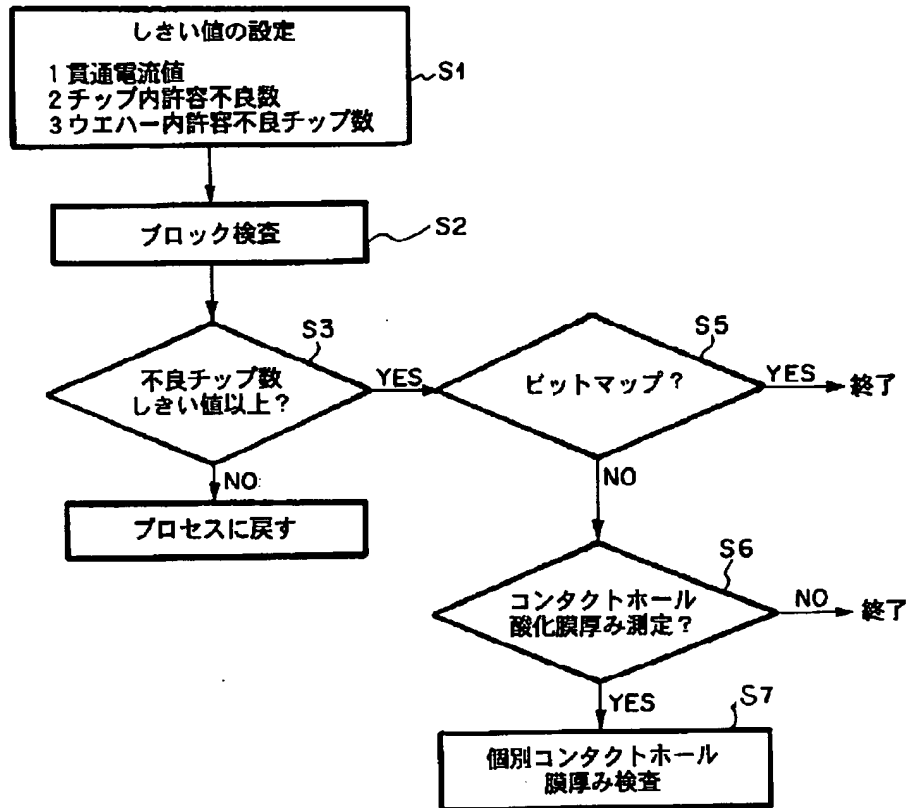 しきい値の設定
1 貫通電流値
2 チップ内許容不良数
3 ウエハー内許容不良チップ数
S1
ブロック検査
S2
S3
不良チップ数
しきい値以上?
YES
NO
プロセスに戻す
S5
ビットマップ?
YES
終了
NO
S6
コンタクトホール
酸化膜厚み測定?
NO
終了
YES
S7
個別コンタクトホール
膜厚み検査